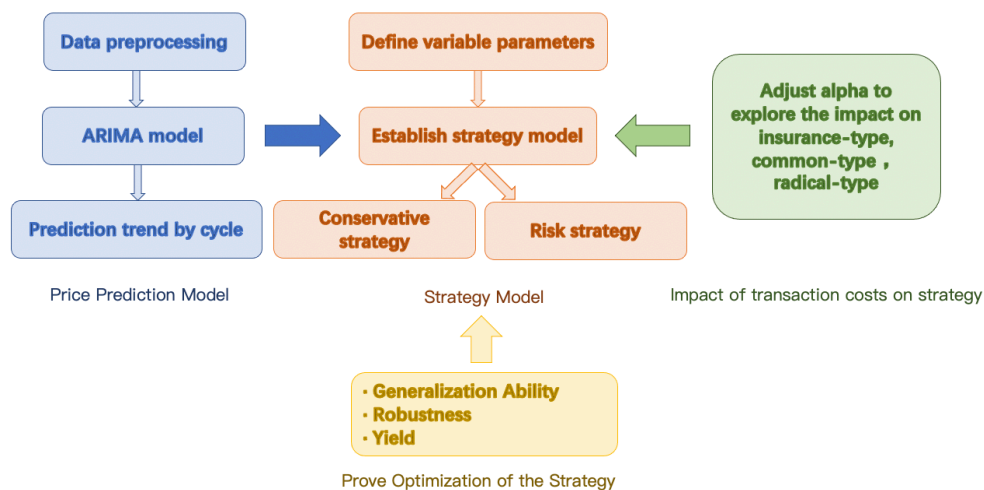 Data preprocessing
ARIMA model
Prediction trend by cycle
Price Prediction Model
Define variable parameters
Establish strategy model
Conservative
strategy
Risk strategy
Strategy Model
Adjust alpha to
explore the impact on
insurance-type,
common-type ，
radical-type
Impact of transaction costs on strategy
· Generalization Ability
· Robustness
· Yield
Prove Optimization of the Strategy